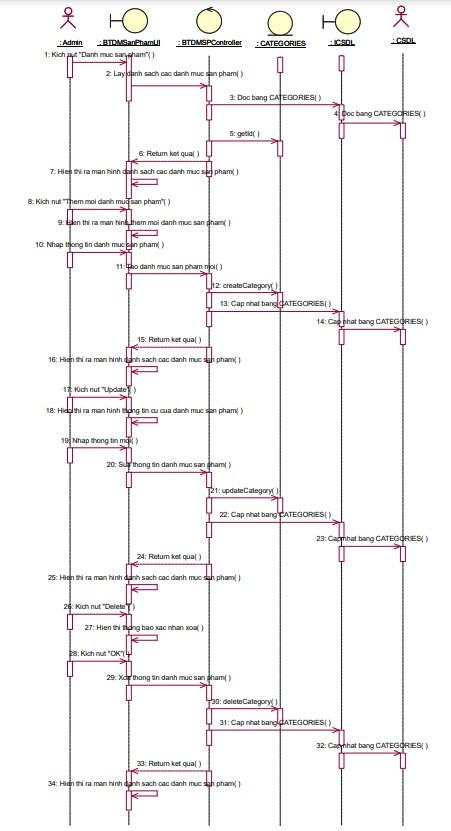 : Admin
: BTDMSanPhamUI
: BTDMSPController
: CATEGORIES
: ICSDL
: CSDL
1: Kich nut "Danh muc san pham"( )
2: Lay danh sach cac danh muc san pham( )
3: Doc bang CATEGORIES( )
4: Doc bang CATEGORIES( )
5: getId( )
6: Return ket qua( )
7: Hien thi ra man hinh danh sach cac danh muc san pham( )
8: Kich nut "Them moi danh muc san pham"( )
9: Hien thi ra man hinh them moi danh muc san pham( )
10: Nhap thong tin danh muc san pham( )
11: Tao danh muc san pham moi( )
12: createCategory( )
13: Cap nhat bang CATEGORIES( )
14: Cap nhat bang CATEGORIES( )
15: Return ket qua( )
16: Hien thi ra man hinh danh sach cac danh muc san pham( )
17: Kich nut "Update"( )
18: Hien thi ra man hinh thong tin cu cua danh muc san pham( )
19: Nhap thong tin moi( )
20: Sua thong tin danh muc san pham( )
21: updateCategory( )
22: Cap nhat bang CATEGORIES( )
23: Cap nhat bang CATEGORIES( )
24: Return ket qua( )
25: Hien thi ra man hinh danh sach cac danh muc san pham( )
26: Kich nut "Delete"( )
27: Hien thi thong bao xac nhan xoa( )
28: Kich nut "OK"( )
29: Xoa thong tin danh muc san pham( )
30: deleteCategory( )
31: Cap nhat bang CATEGORIES( )
32: Cap nhat bang CATEGORIES( )
33: Return ket qua( )
34: Hien thi ra man hinh danh sach cac danh muc san pham( )